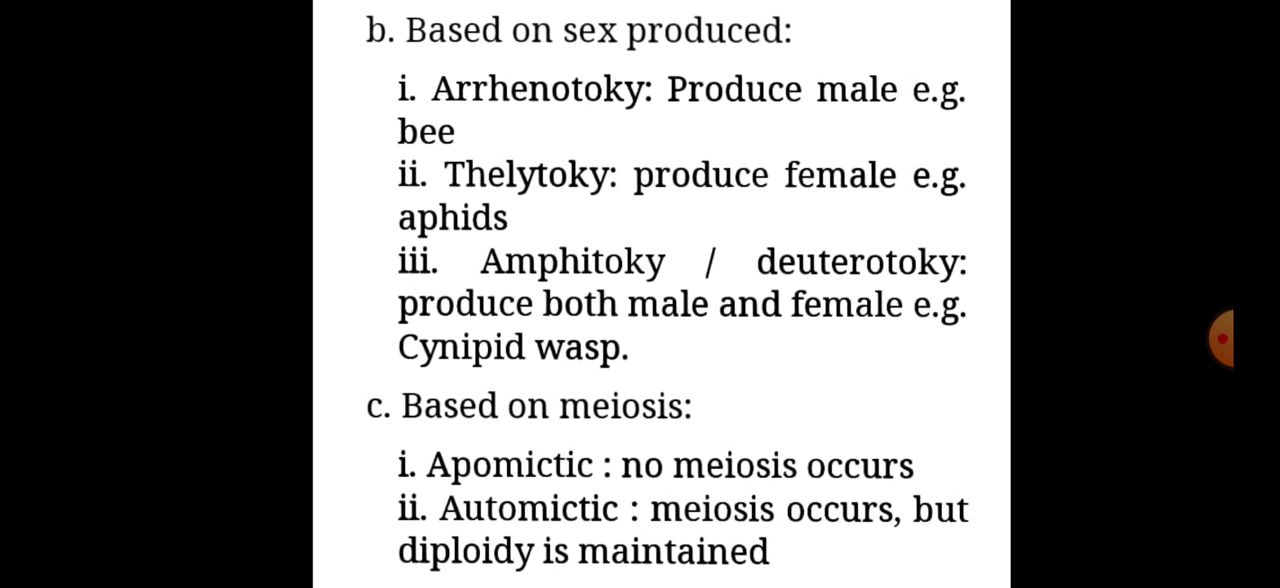 b. Based on sex produced:
i. Arrhenotoky: Produce male e.g.
bee
ii. Thelytoky: produce female e.g.
aphids
iii. Amphitoky / deuterotoky:
produce both male and female e.g.
Cynipid wasp.
c. Based on meiosis:
i. Apomictic : no meiosis occurs
ii. Automictic : meiosis occurs, but
diploidy is maintained